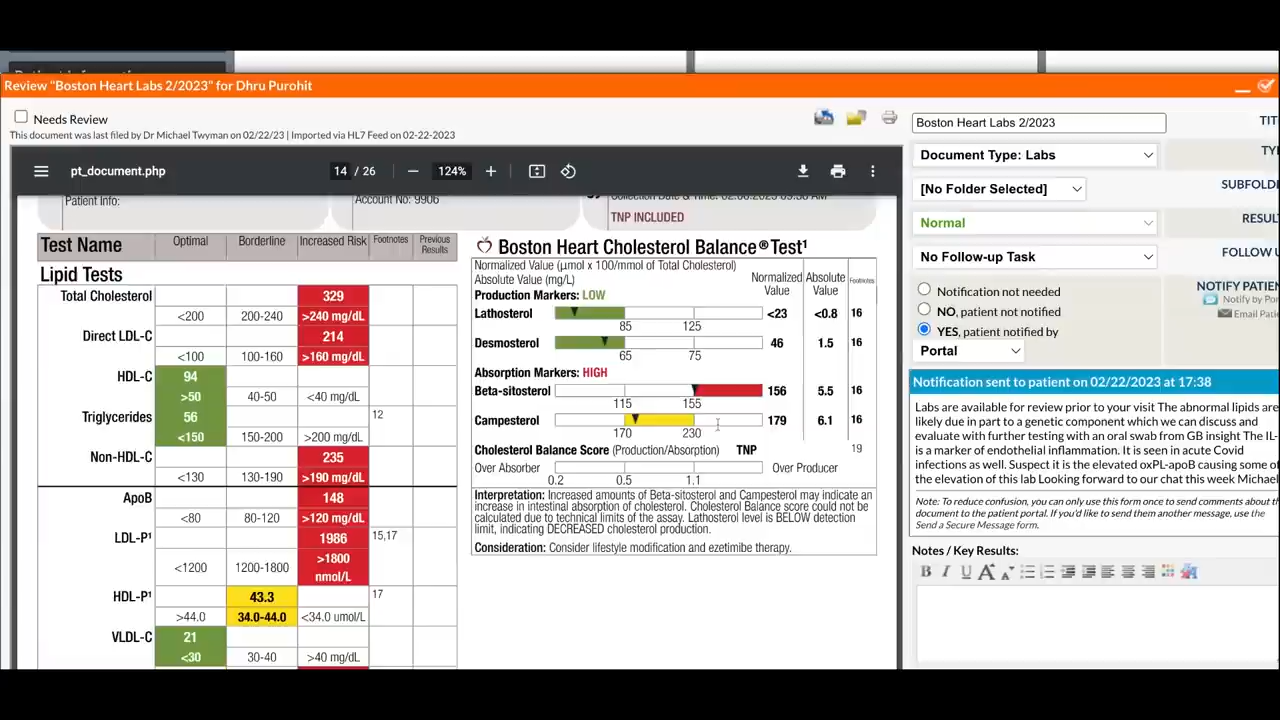 Review "Boston Heart Labs 2/2023" for Dhru Purohit
Needs Review
This document was last filed by Dr Michael Twyman on 02/22/23 | Imported via HL7 Feed on 02-22-2023
pt_document.php
14 / 26
124%
Patient Info:
Account No: 9906
TNP INCLUDED
Test Name Optimal Borderline Increased Risk Footnotes Previous Results
Lipid Tests
Total Cholesterol 329
<200 200-240 >240 mg/dL
Direct LDL-C 214
<100 100-160 >160 mg/dL
HDL-C 94
>50 40-50 <40 mg/dL
Triglycerides 56 12
<150 150-200 >200 mg/dL
Non-HDL-C 235
<130 130-190 >190 mg/dL
ApoB 148
<80 80-120 >120 mg/dL
LDL-P¹ 1986 15,17
<1200 1200-1800 >1800 nmol/L
HDL-P¹ 43.3 17
>44.0 34.0-44.0 <34.0 umol/L
VLDL-C 21
<30 30-40 >40 mg/dL
Boston Heart Cholesterol Balance®Test¹
Normalized Value (µmol x 100/mmol of Total Cholesterol)
Absolute Value (mg/L)
Normalized Value Absolute Value Footnotes
Production Markers: LOW
Lathosterol <23 <0.8 16
85 125
Desmosterol 46 1.5 16
65 75
Absorption Markers: HIGH
Beta-sitosterol 156 5.5 16
115 155
Campesterol 179 6.1 16
170 230
Cholesterol Balance Score (Production/Absorption) TNP 19
Over Absorber Over Producer
0.2 0.5 1.1
Interpretation: Increased amounts of Beta-sitosterol and Campesterol may indicate an
increase in intestinal absorption of cholesterol. Cholesterol Balance score could not be
calculated due to technical limits of the assay. Lathosterol level is BELOW detection
limit, indicating DECREASED cholesterol production.
Consideration: Consider lifestyle modification and ezetimibe therapy.
Boston Heart Labs 2/2023 TIT
Document Type: Labs TYP
[No Folder Selected] SUBFOLD
Normal RESUL
No Follow-up Task FOLLOW U
Notification not needed NOTIFY PATIEN
NO, patient not notified Notify by Por
YES, patient notified by Email Patie
Portal
Notification sent to patient on 02/22/2023 at 17:38
Labs are available for review prior to your visit The abnormal lipids are
likely due in part to a genetic component which we can discuss and
evaluate with further testing with an oral swab from GB insight The IL-
is a marker of endothelial inflammation. It is seen in acute Covid
infections as well. Suspect it is the elevated oxPL-apoB causing some of
the elevation of this lab Looking forward to our chat this week Michael
Note: To reduce confusion, you can only use this form once to send comments about th
document to the patient portal. If you'd like to send them another message, use the
Send a Secure Message form.
Notes / Key Results:
B I U A A